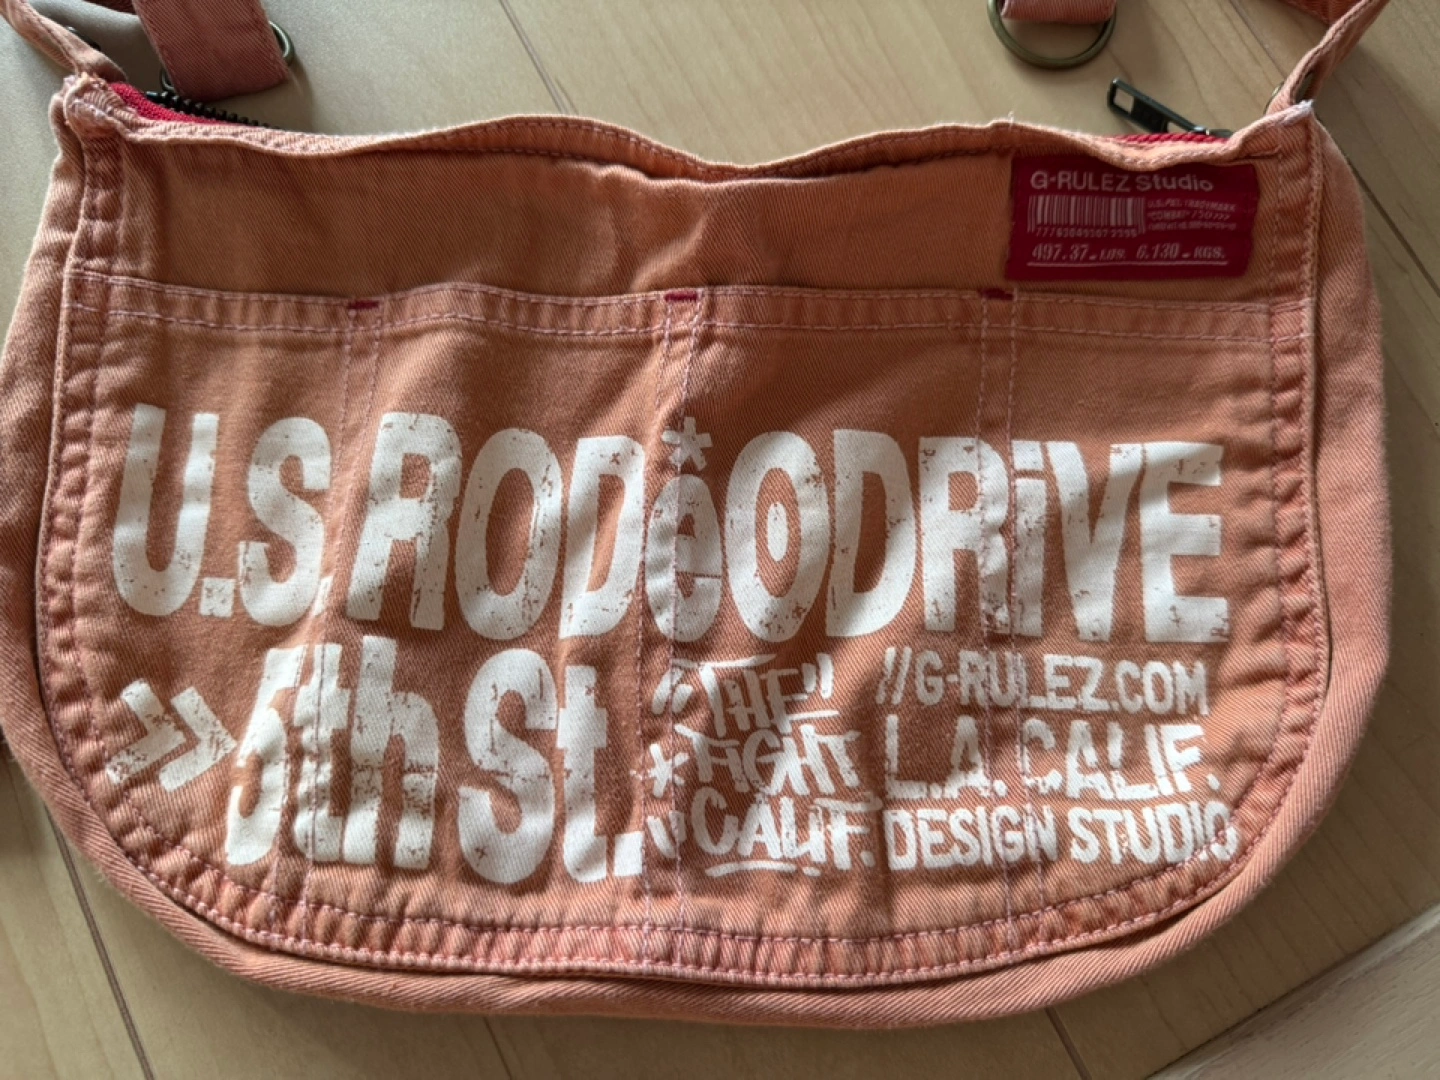 G-RULEZ Studio
497.37.LBS. 6.130.KGS.
U.S. RODeODRiVE
»5th St.
"THE"
*FIGHT
CALIF.
//G-RULEZ.COM
L.A. CALIF.
DESIGN STUDIO